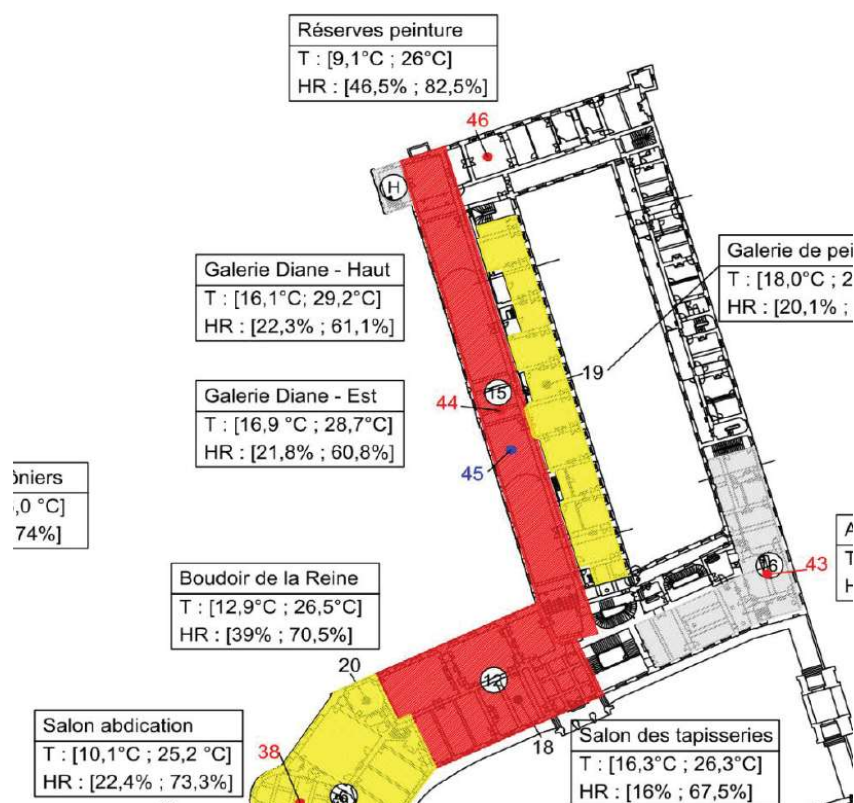 Réserves peinture
T : [9,1°C ; 26°C]
HR : [46,5% ; 82,5%]
46
H
Galerie Diane - Haut
T : [16,1°C; 29,2°C]
HR : [22,3% ; 61,1%]
Galerie de pei
T : [18,0°C ; 2
HR : [20,1% ;
19
15
44
Galerie Diane - Est
T : [16,9 °C ; 28,7°C]
HR : [21,8% ; 60,8%]
45
ôniers
,0 °C]
74%]
A
T
H
43
Boudoir de la Reine
T : [12,9°C ; 26,5°C]
HR : [39% ; 70,5%]
20
18
Salon abdication
T : [10,1°C ; 25,2 °C]
HR : [22,4% ; 73,3%]
38
Salon des tapisseries
T : [16,3°C ; 26,3°C]
HR : [16% ; 67,5%]